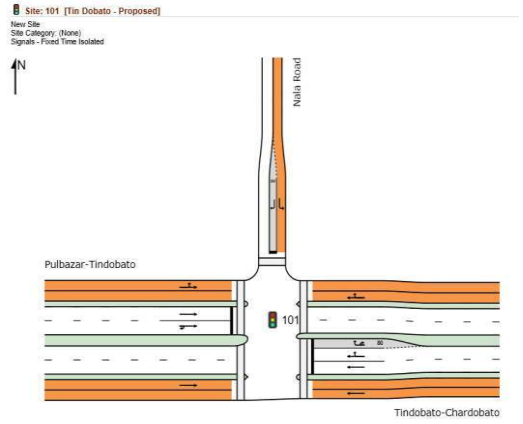 Site: 101 [Tin Dobato - Proposed]
New Site
Site Category: (None)
Signals - Fixed Time Isolated
N
Nala Road
Pulbazar-Tindobato
101
Tindobato-Chardobato